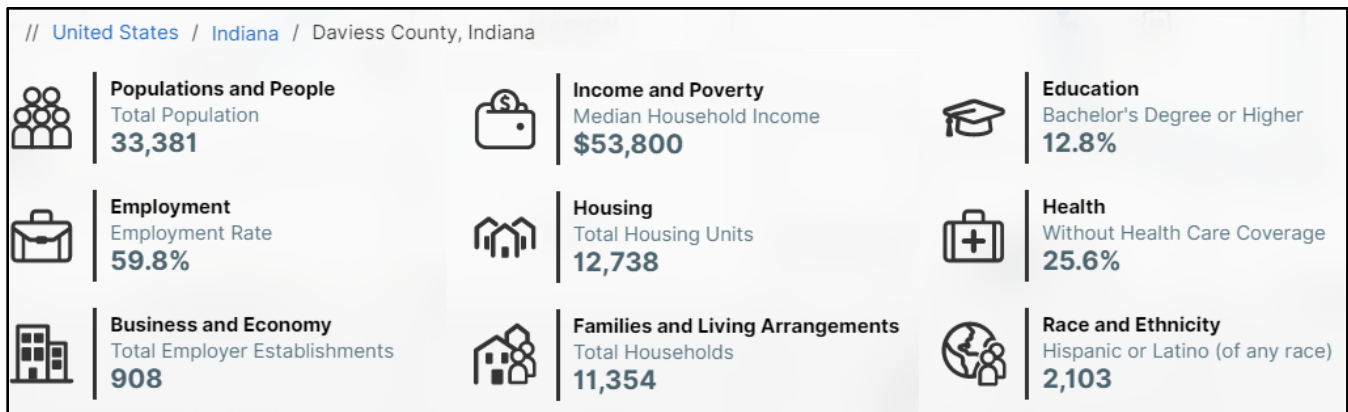 // United States / Indiana / Daviess County, Indiana
Populations and People
Total Population
33,381
Income and Poverty
Median Household Income
$53,800
Education
Bachelor's Degree or Higher
12.8%
Employment
Employment Rate
59.8%
Housing
Total Housing Units
12,738
Health
Without Health Care Coverage
25.6%
Business and Economy
Total Employer Establishments
908
Families and Living Arrangements
Total Households
11,354
Race and Ethnicity
Hispanic or Latino (of any race)
2,103